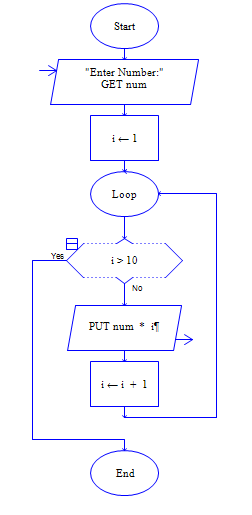 Start
"Enter Number:"
GET num
i ← 1
Loop
Yes
i > 10
No
PUT num * i¶
i ← i + 1
End